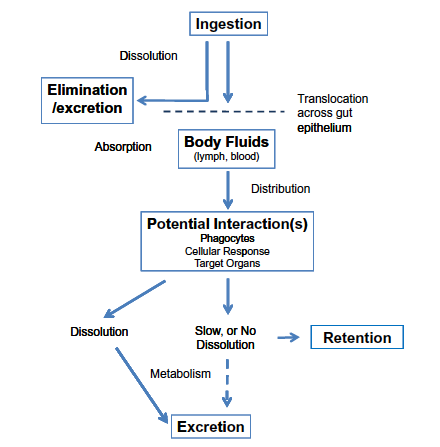 Ingestion
Dissolution
Elimination
/excretion
Translocation
across gut
epithelium
Absorption
Body Fluids
(lymph, blood)
Distribution
Potential Interaction(s)
Phagocytes
Cellular Response
Target Organs
Dissolution
Slow, or No
Dissolution
Retention
Metabolism
Excretion